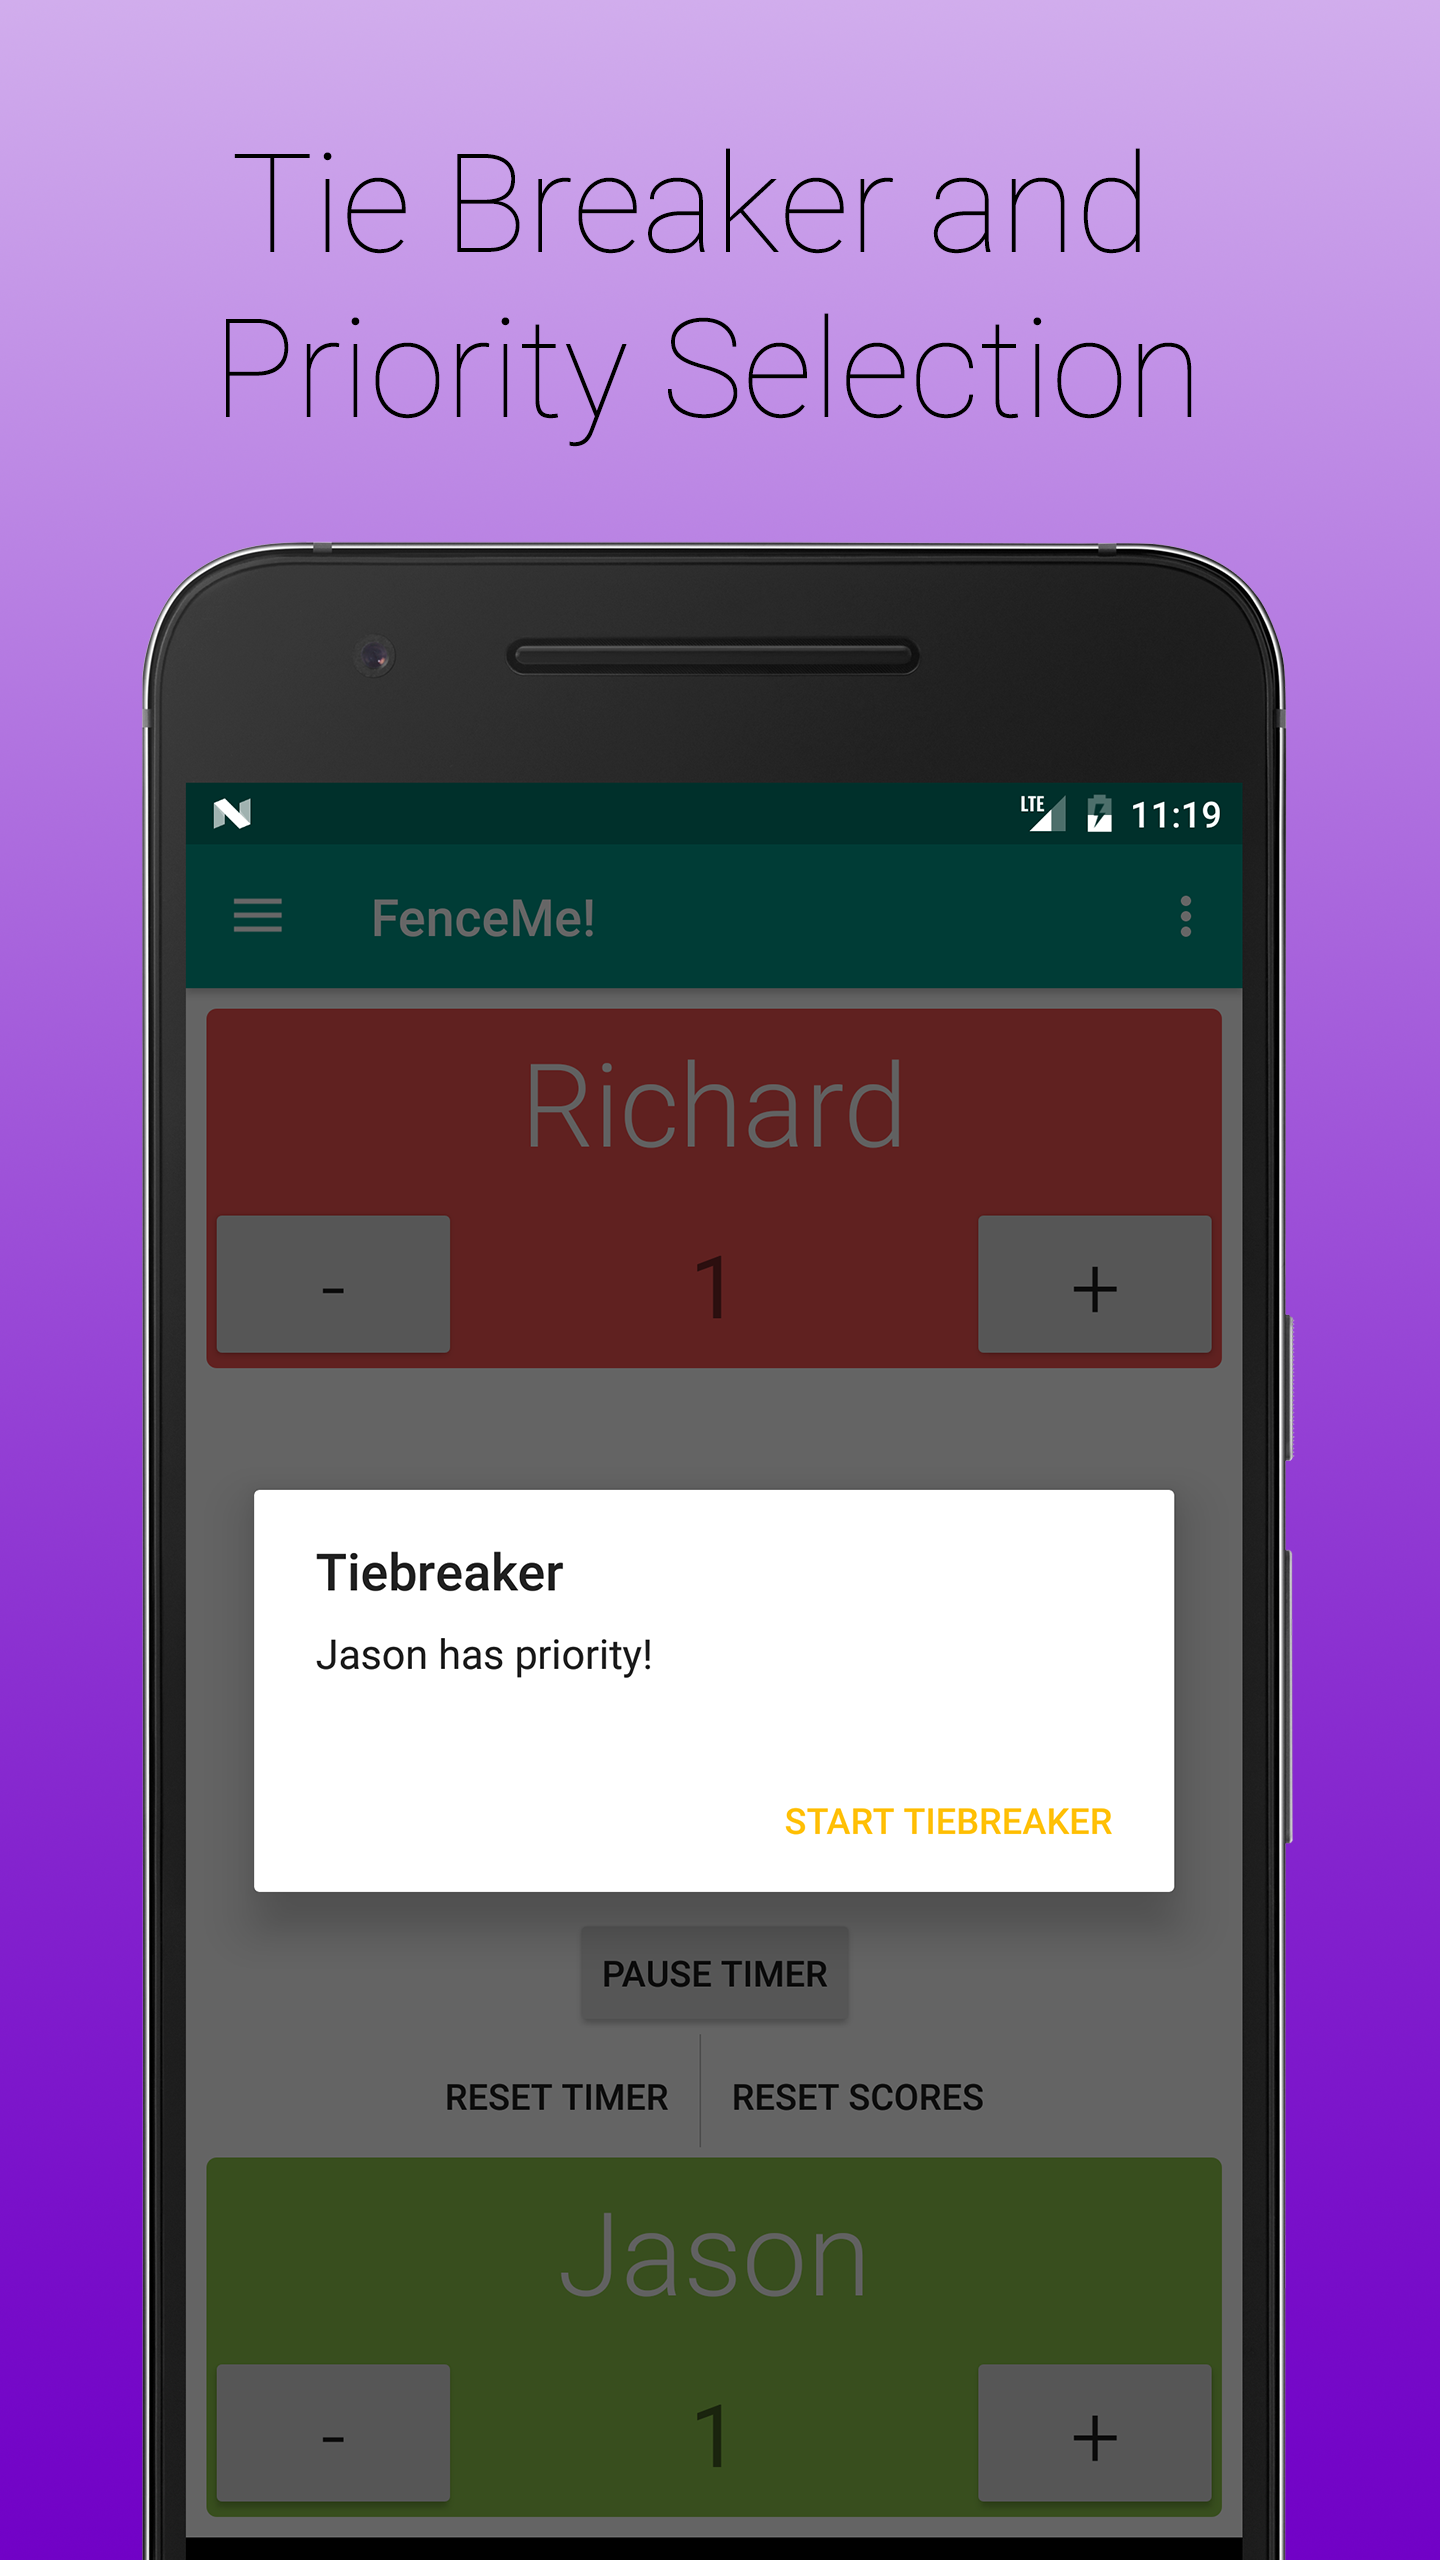 Tie Breaker and
Priority Selection
LTE 11:19
FenceMe!
Richard
- 1 +
Tiebreaker
Jason has priority!
START TIEBREAKER
PAUSE TIMER
RESET TIMER RESET SCORES
Jason
- 1 +